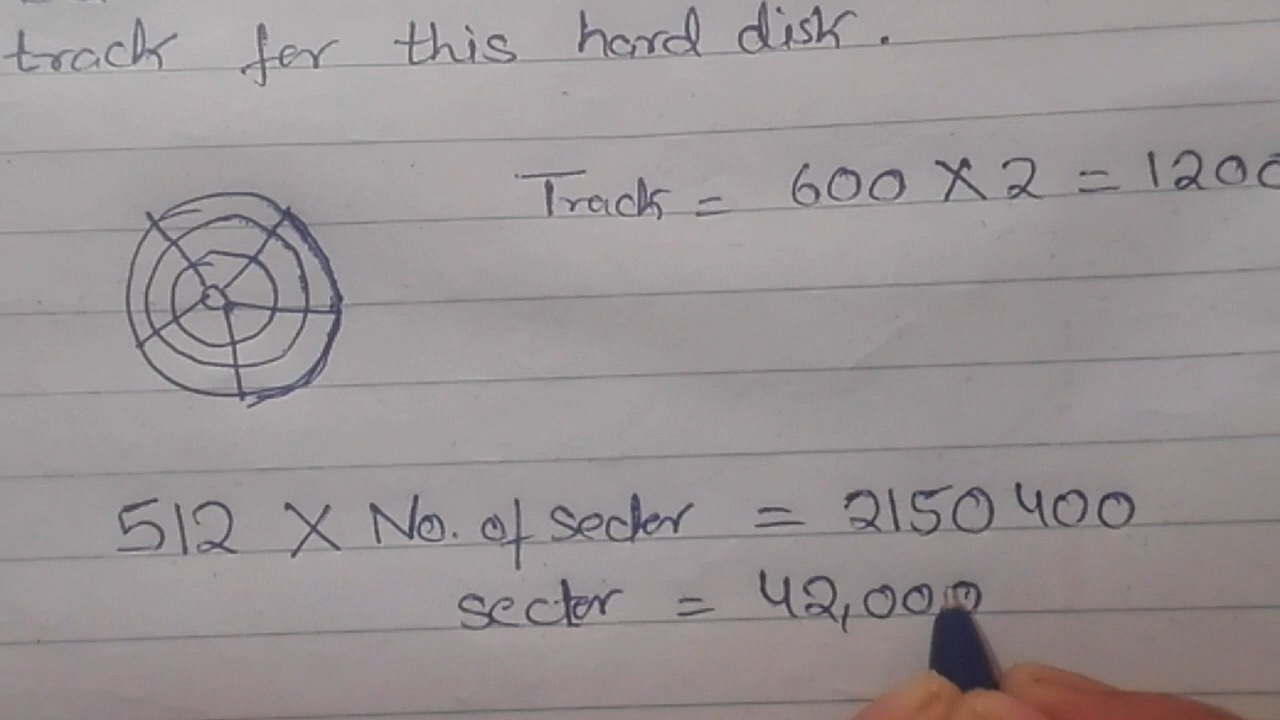 track for this hard disk.
Track = 600 X 2 = 1200
512 X No. of sector = 2150400
sector = 42,000